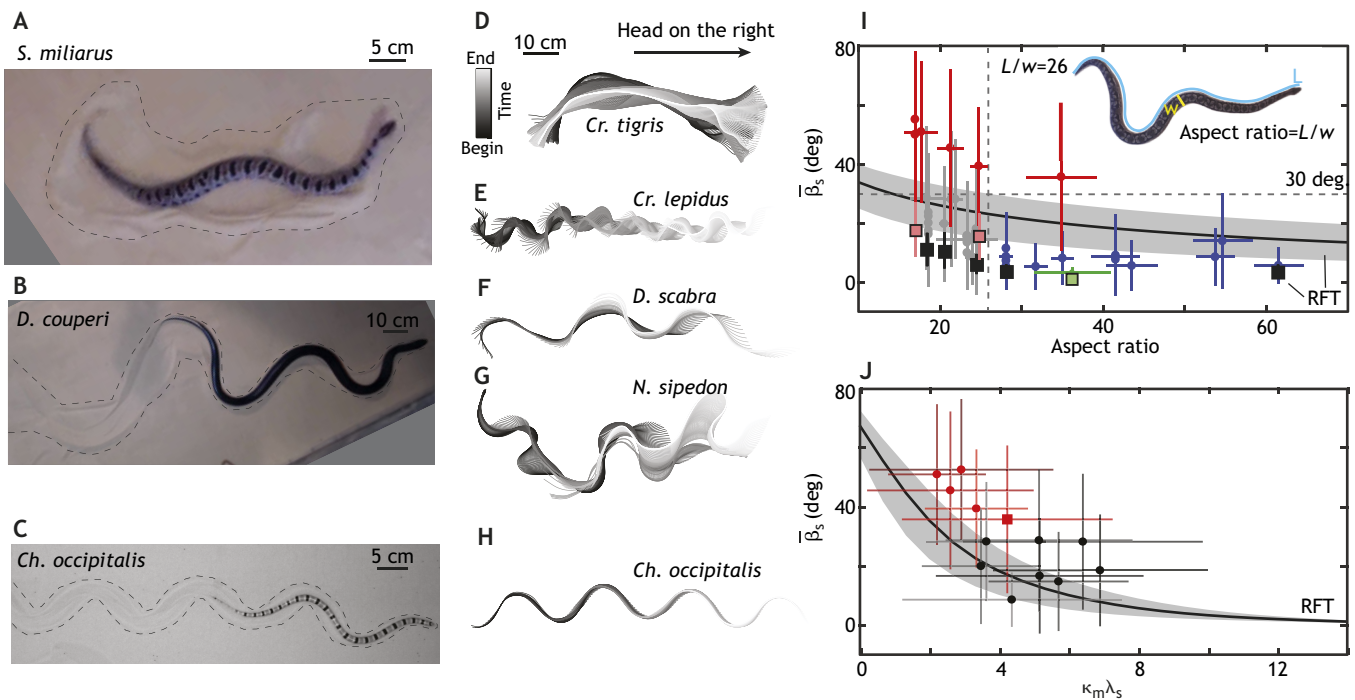 A
S. miliarus
5 cm
B
D. couperi
10 cm
C
Ch. occipitalis
5 cm
D
10 cm
Head on the right
End
Time
Begin
Cr. tigris
E
Cr. lepidus
F
D. scabra
G
N. sipedon
H
Ch. occipitalis
I
80
40
0
β̅s (deg)
L/w=26
L
w
Aspect ratio=L/w
30 deg.
RFT
20
40
60
Aspect ratio
J
80
40
0
β̅s (deg)
RFT
0
4
8
12
κmλs